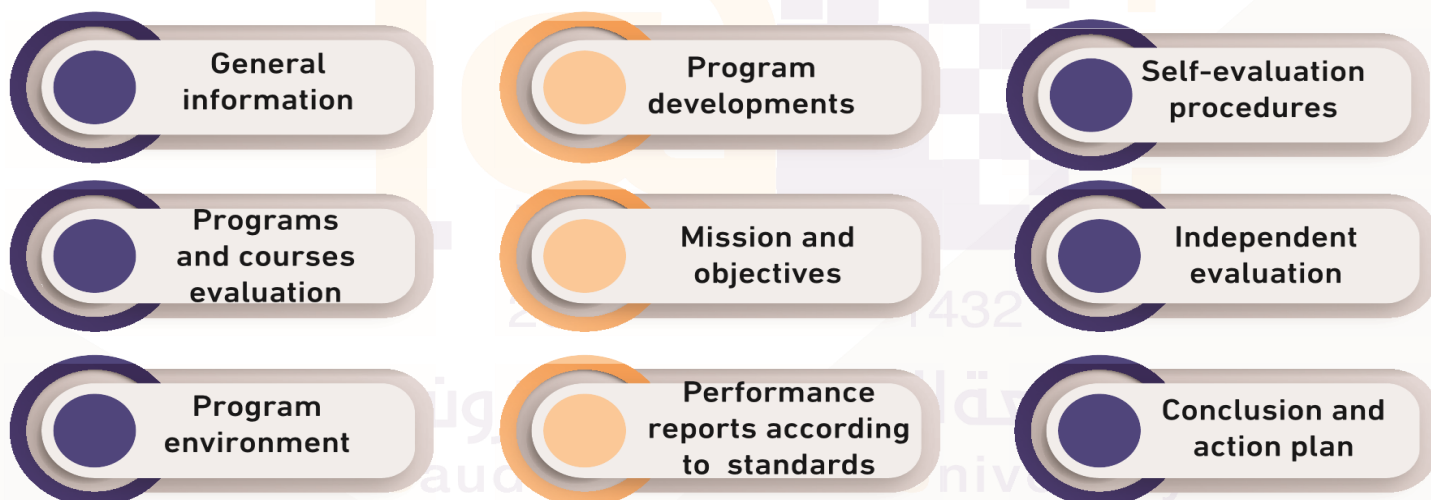 General
information
Program
developments
Self-evaluation
procedures
Programs
and courses
evaluation
Mission and
objectives
Independent
evaluation
1432
Program
environment
Performance
reports according
to standards
Conclusion and
action plan